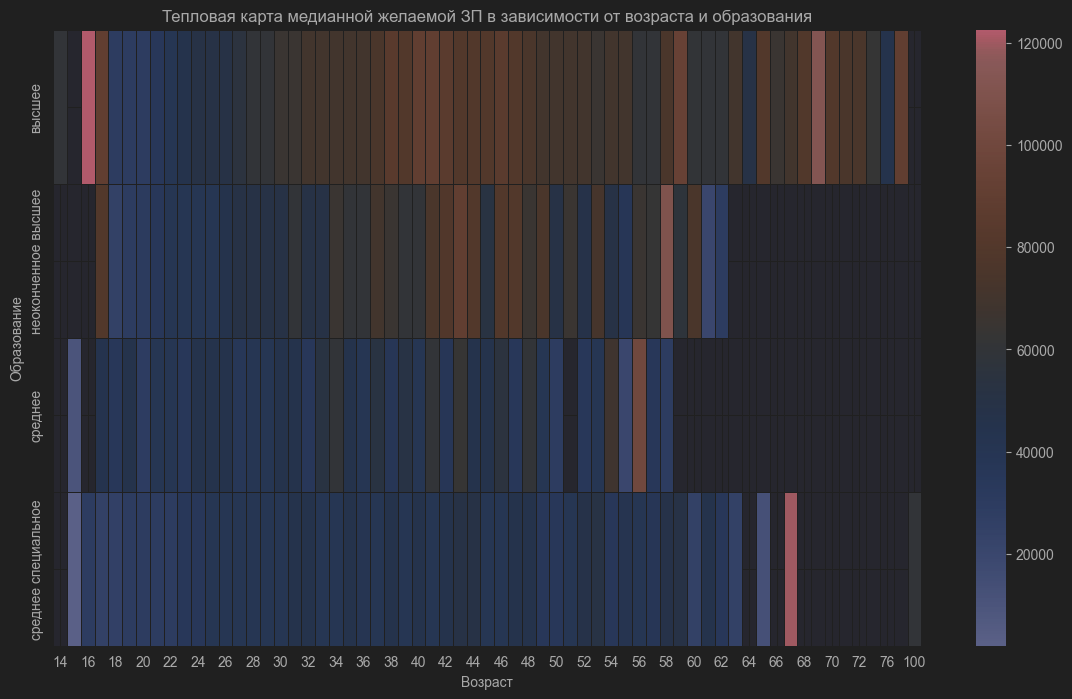 Тепловая карта медианной желаемой ЗП в зависимости от возраста и образования
Образование
высшее
неоконченное высшее
среднее
среднее специальное
14 16 18 20 22 24 26 28 30 32 34 36 38 40 42 44 46 48 50 52 54 56 58 60 62 64 66 68 70 72 76 100
Возраст
120000
100000
80000
60000
40000
20000